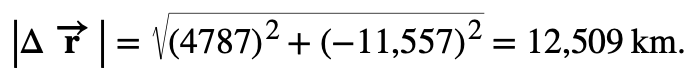 |Δ r⃗ | = √(4787)² + (−11,557)² = 12,509 km.